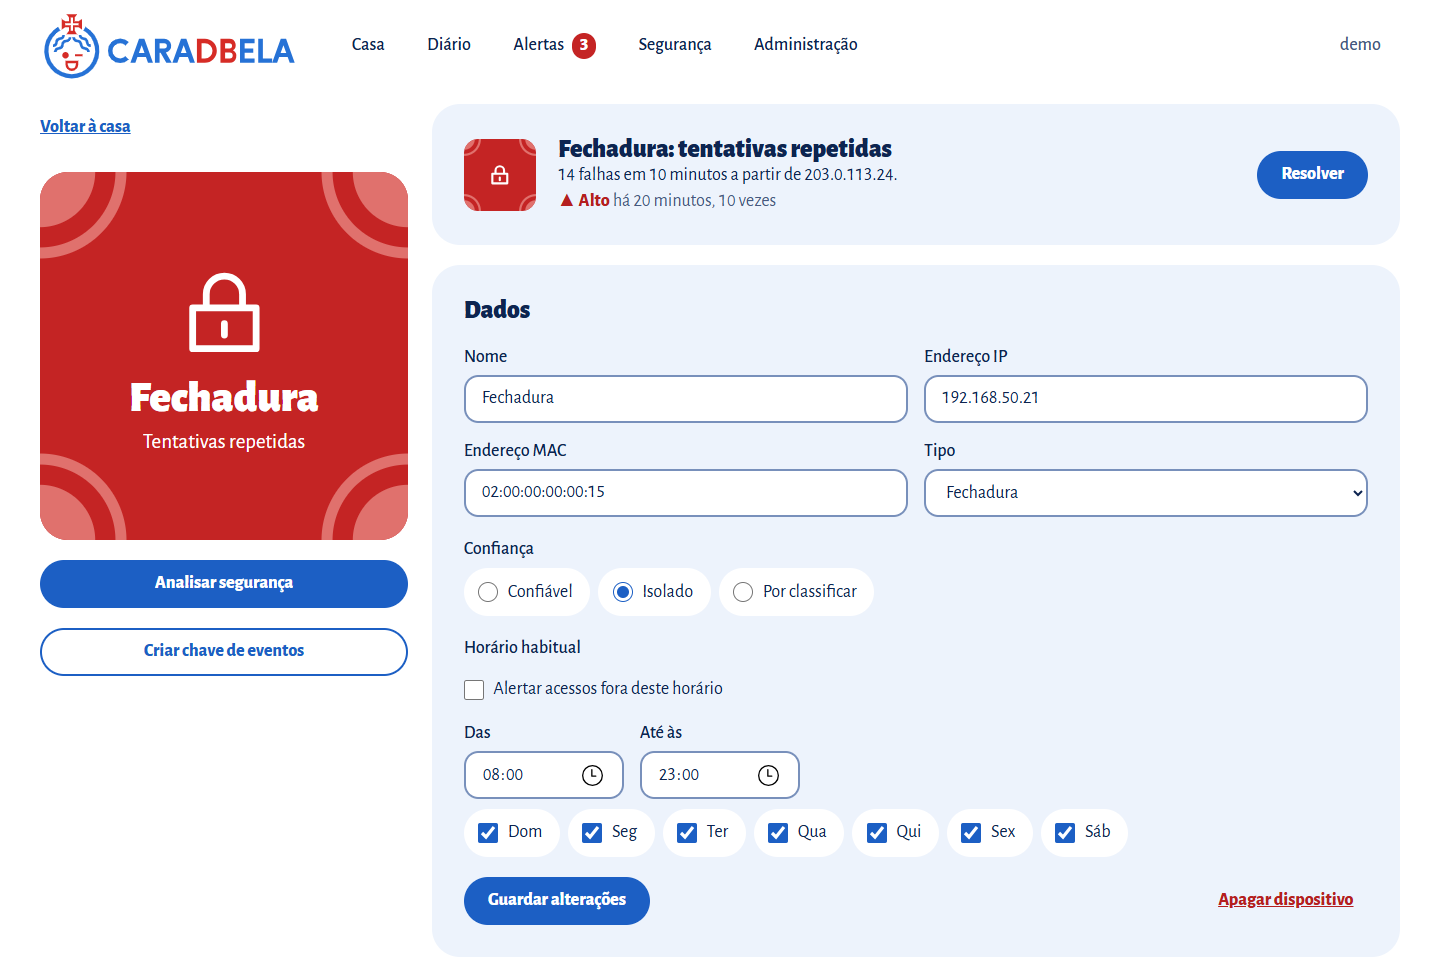 CARADBELA
Casa
Diário
Alertas 3
Segurança
Administração
demo
Voltar à casa
Fechadura
Tentativas repetidas
Analisar segurança
Criar chave de eventos
Fechadura: tentativas repetidas
14 falhas em 10 minutos a partir de 203.0.113.24.
Alto há 20 minutos, 10 vezes
Resolver
Dados
Nome
Fechadura
Endereço IP
192.168.50.21
Endereço MAC
02:00:00:00:00:15
Tipo
Fechadura
Confiança
Confiável
Isolado
Por classificar
Horário habitual
Alertar acessos fora deste horário
Das
08:00
Até às
23:00
Dom
Seg
Ter
Qua
Qui
Sex
Sáb
Guardar alterações
Apagar dispositivo